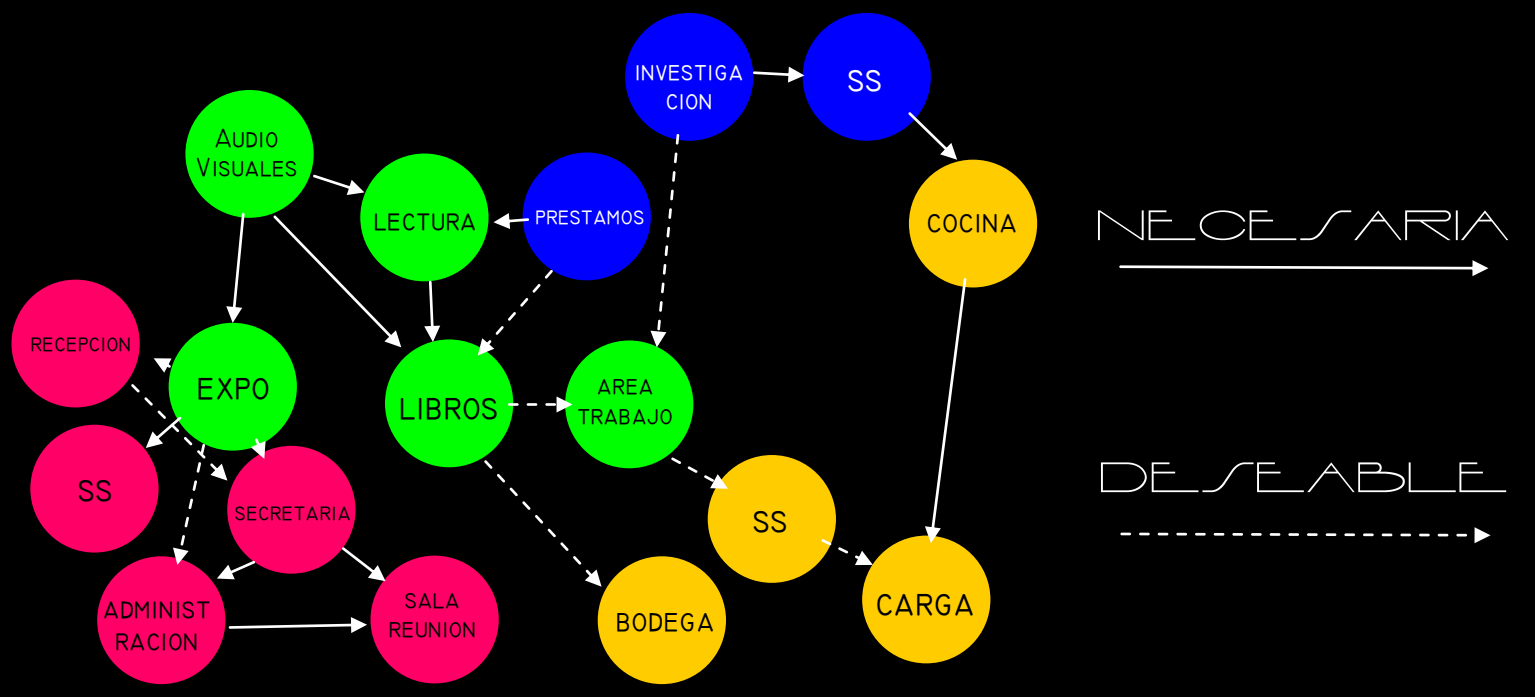 INVESTIGA
CION
SS
AUDIO
VISUALES
LECTURA
PRESTAMOS
COCINA
NECESARIA
RECEPCION
EXPO
LIBROS
AREA
TRABAJO
SS
SECRETARIA
SS
DESEABLE
ADMINIST
RACION
SALA
REUNION
BODEGA
CARGA